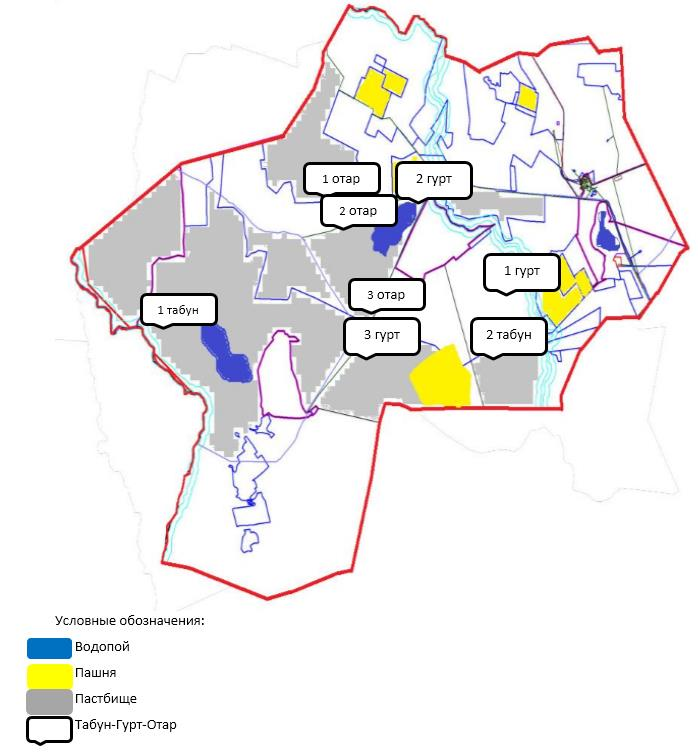 1 отар
2 гурт
2 отар
1 гурт
3 отар
1 табун
3 гурт
2 табун
Условные обозначения:
Водопой
Пашня
Пастбище
Табун-Гурт-Отар